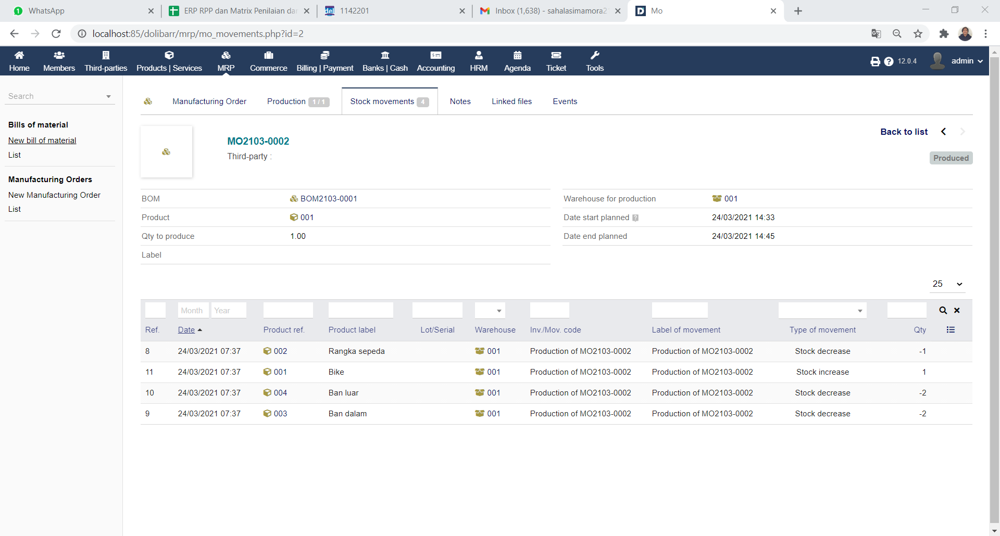 WhatsApp
ERP RPP dan Matrix Penilaian da
1142201
Inbox (1,638) - sahalasimamora2
Mo
localhost:85/dolibarr/mrp/mo_movements.php?id=2
Home
Members
Third-parties
Products | Services
MRP
Commerce
Billing | Payment
Banks | Cash
Accounting
HRM
Agenda
Ticket
Tools
12.0.4
admin
Search
Bills of material
New bill of material
List
Manufacturing Orders
New Manufacturing Order
List
Manufacturing Order
Production 1 / 1
Stock movements 4
Notes
Linked files
Events
MO2103-0002
Third-party :
Back to list
Produced
BOM BOM2103-0001
Product 001
Qty to produce 1.00
Label
Warehouse for production 001
Date start planned ? 24/03/2021 14:33
Date end planned 24/03/2021 14:45
25
Month Year
Ref. Date Product ref. Product label Lot/Serial Warehouse Inv./Mov. code Label of movement Type of movement Qty
8 24/03/2021 07:37 002 Rangka sepeda 001 Production of MO2103-0002 Production of MO2103-0002 Stock decrease -1
11 24/03/2021 07:37 001 Bike 001 Production of MO2103-0002 Production of MO2103-0002 Stock increase 1
10 24/03/2021 07:37 004 Ban luar 001 Production of MO2103-0002 Production of MO2103-0002 Stock decrease -2
9 24/03/2021 07:37 003 Ban dalam 001 Production of MO2103-0002 Production of MO2103-0002 Stock decrease -2